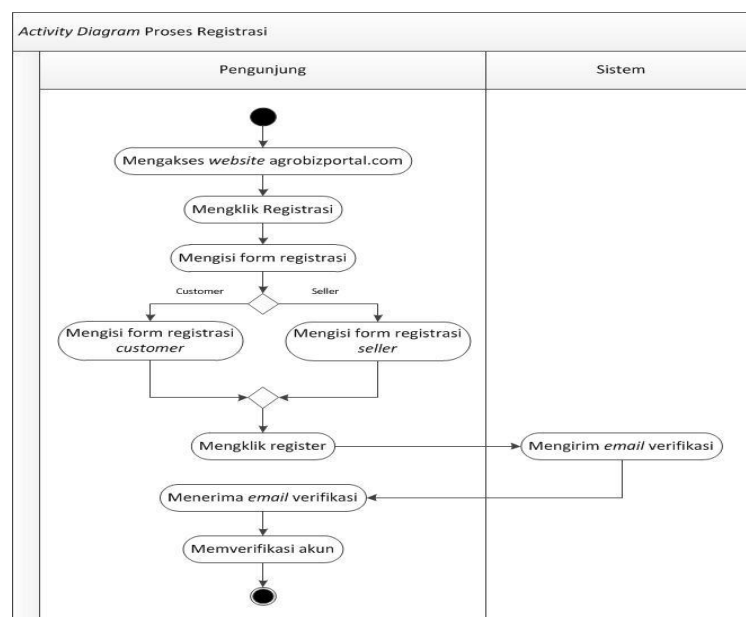 Activity Diagram Proses Registrasi
Pengunjung
Sistem
Mengakses website agrobizportal.com
Mengklik Registrasi
Mengisi form registrasi
Customer
Seller
Mengisi form registrasi
customer
Mengisi form registrasi
seller
Mengklik register
Mengirim email verifikasi
Menerima email verifikasi
Memverifikasi akun